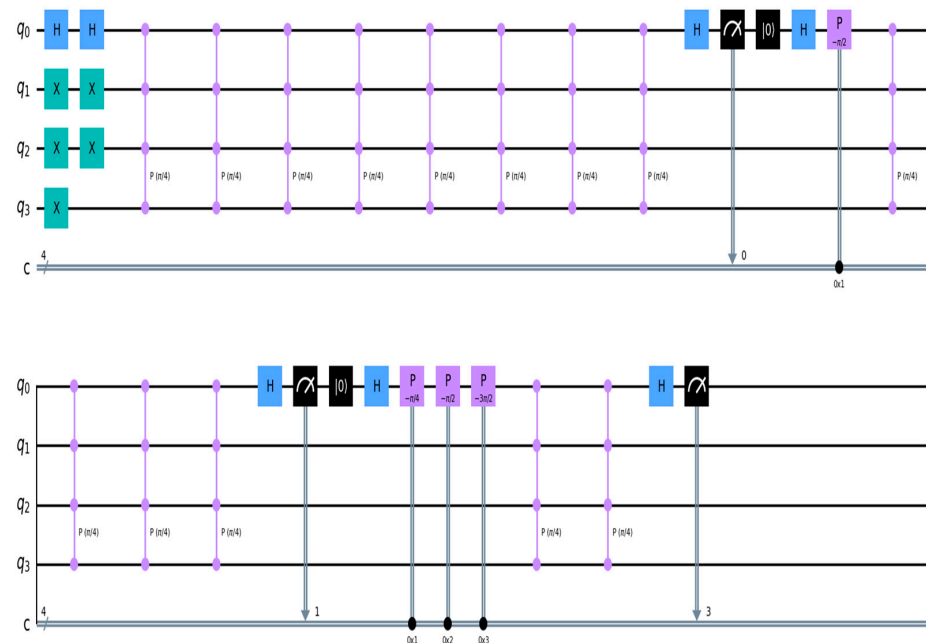 q0 H H H |0⟩ H P −π/2
q1 X X
q2 X X
P (π/4) P (π/4) P (π/4) P (π/4) P (π/4) P (π/4) P (π/4) P (π/4) P (π/4)
q3 X
4 0
c 0x1
q0 H |0⟩ H P −π/4 P −π/2 P −3π/2 H
q1
q2
P (π/4) P (π/4) P (π/4) P (π/4) P (π/4)
q3
4 1 3
c 0x1 0x2 0x3